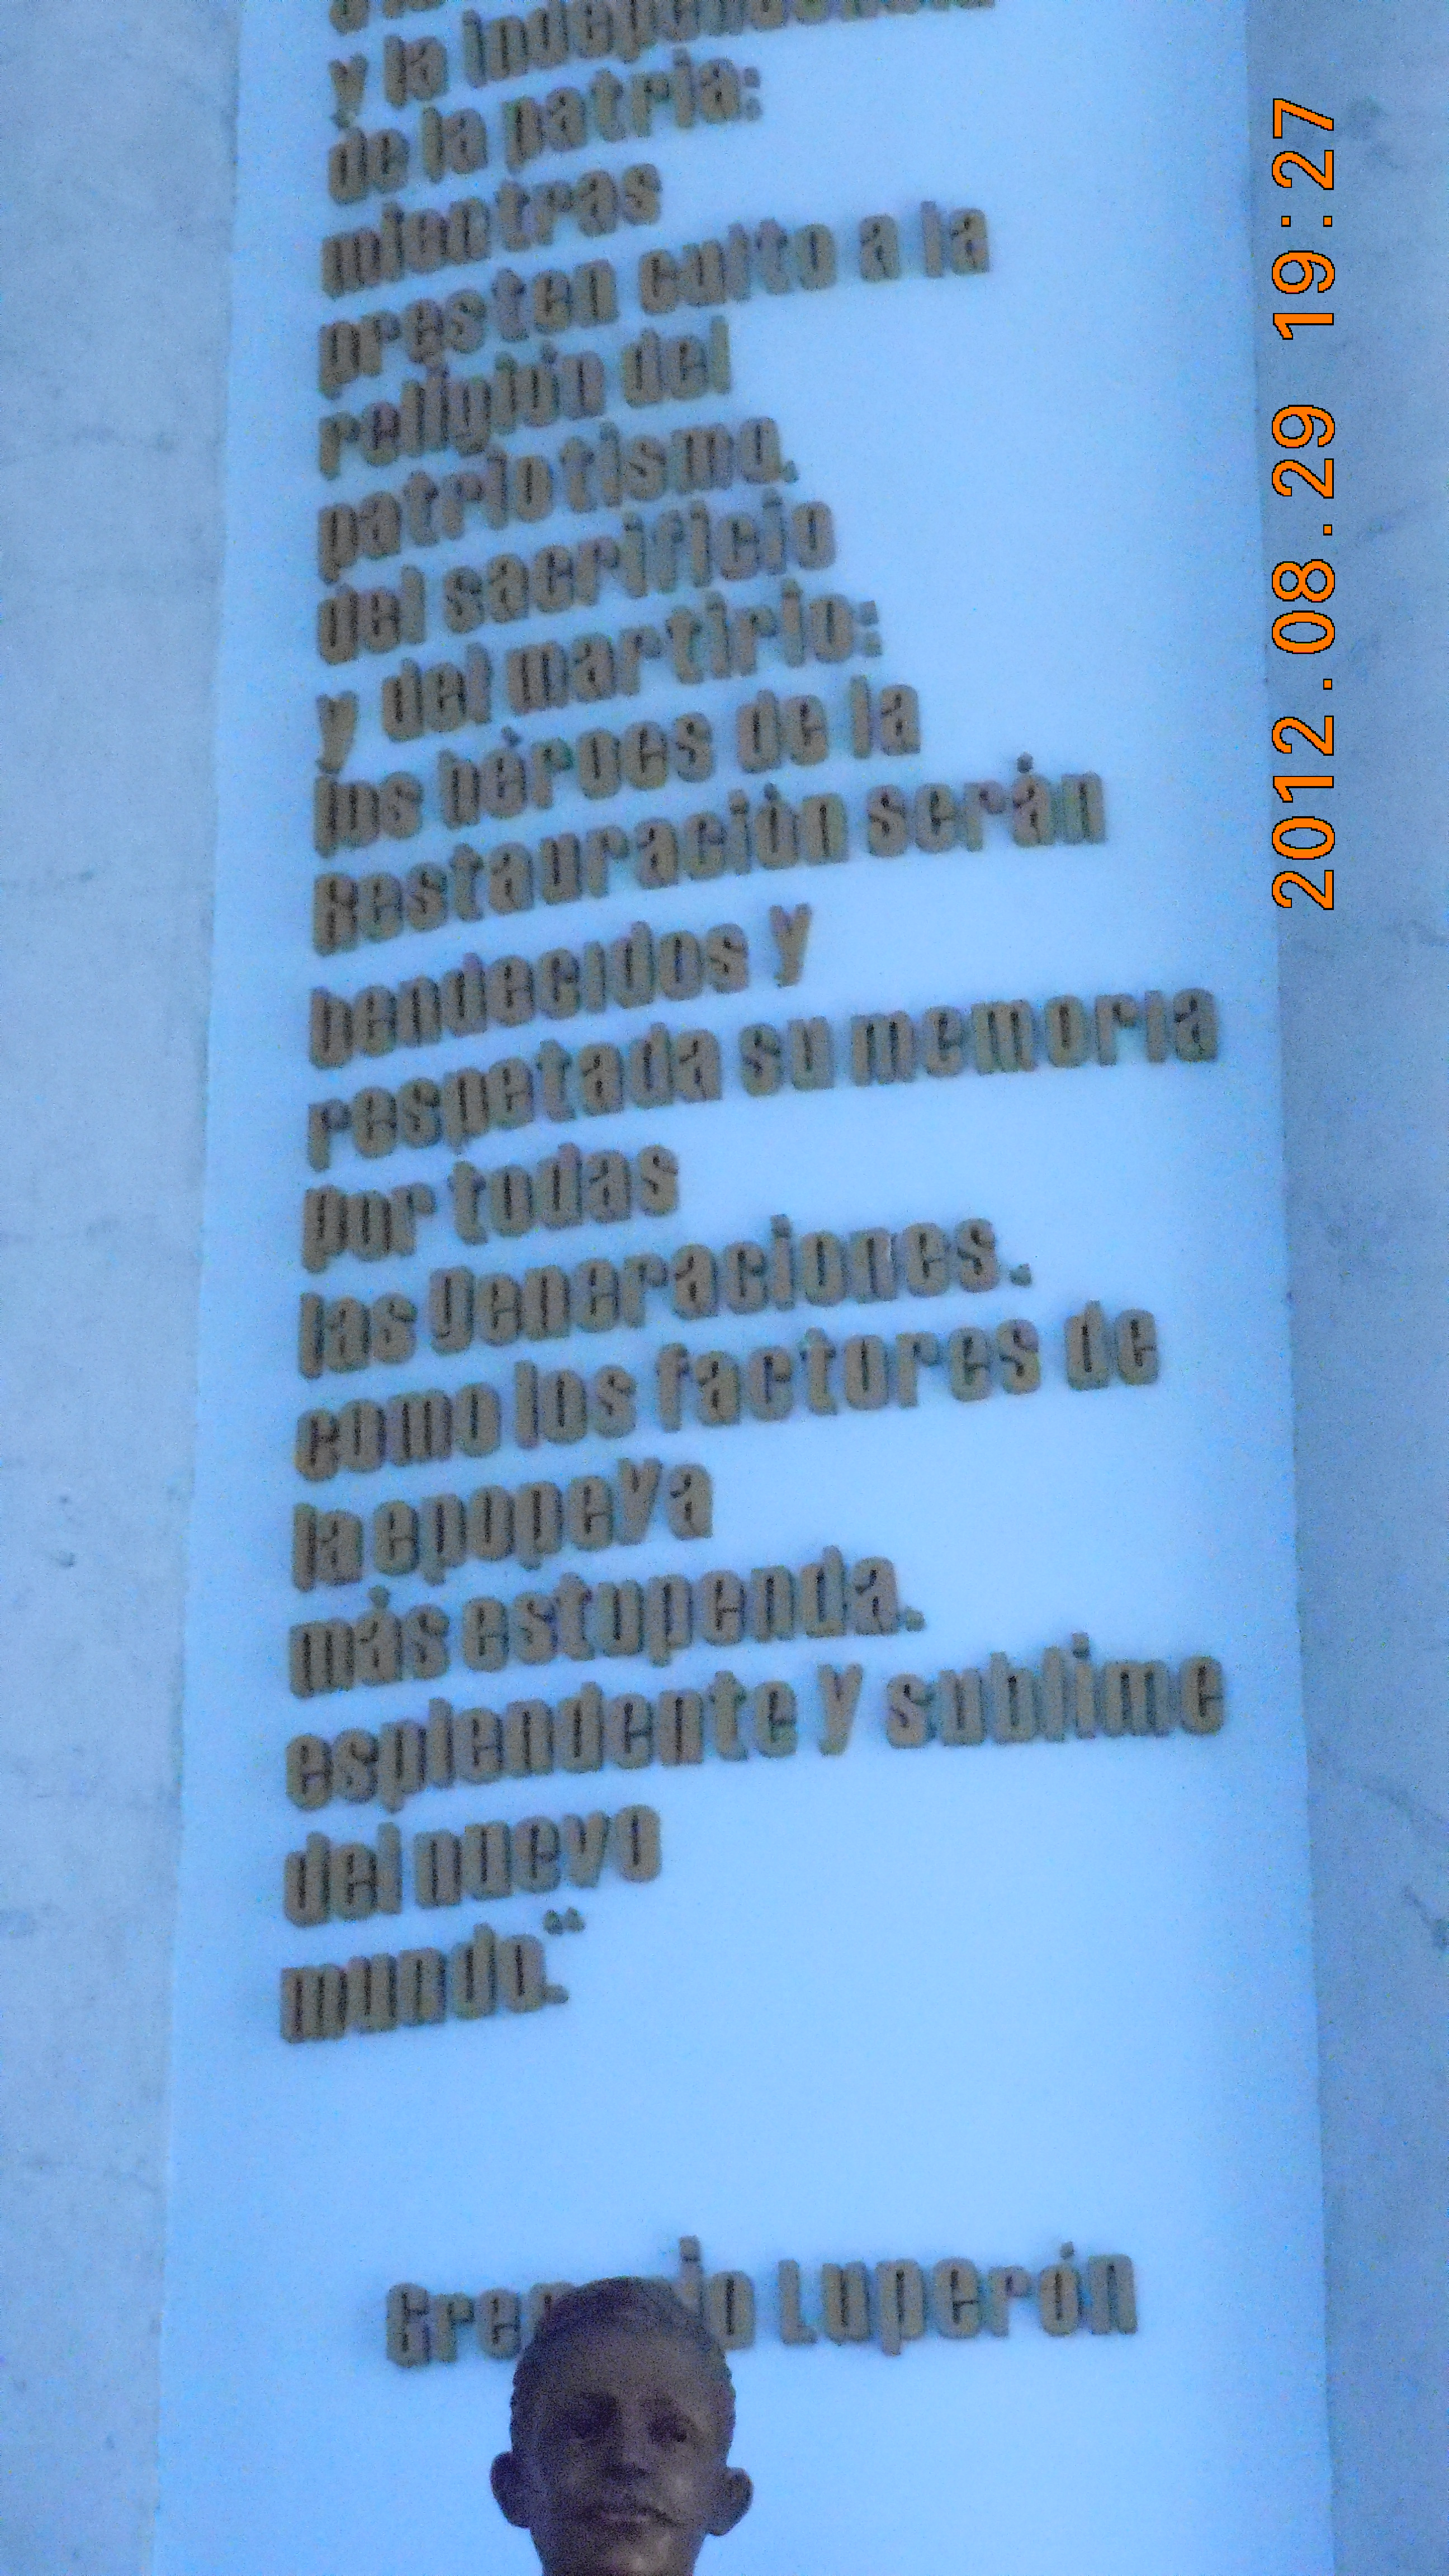 y la
de la patria:
mientras
presten culto a la
religión del
patriotismo,
del sacrificio
y del martirio:
los héroes de la
Restauración serán
bendecidos y
respetada su memoria
por todas
las generaciones.
como los factores de
la epopeya
más estupenda.
esplendente y sublime
del nuevo
mundo."
Luperón
2012.08.29 19:27